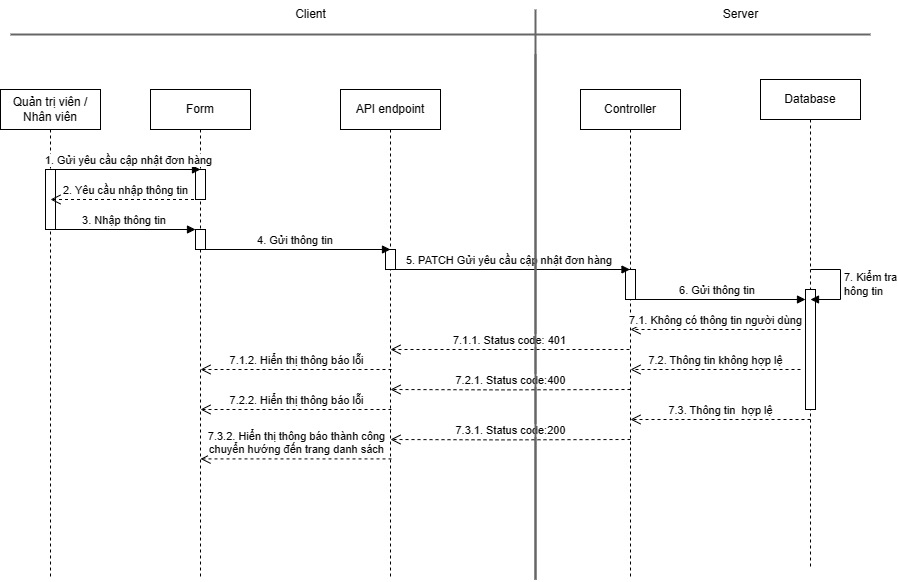 Client
Server
Quản trị viên /
Nhân viên
Form
API endpoint
Controller
Database
1. Gửi yêu cầu cập nhật đơn hàng
2. Yêu cầu nhập thông tin
3. Nhập thông tin
4. Gửi thông tin
5. PATCH Gửi yêu cầu cập nhật đơn hàng
6. Gửi thông tin
7. Kiểm tra
hông tin
7.1. Không có thông tin người dùng
7.1.1. Status code: 401
7.1.2. Hiển thị thông báo lỗi
7.2. Thông tin không hợp lệ
7.2.1. Status code:400
7.2.2. Hiển thị thông báo lỗi
7.3. Thông tin  hợp lệ
7.3.1. Status code:200
7.3.2. Hiển thị thông báo thành công
chuyển hướng đến trang danh sách